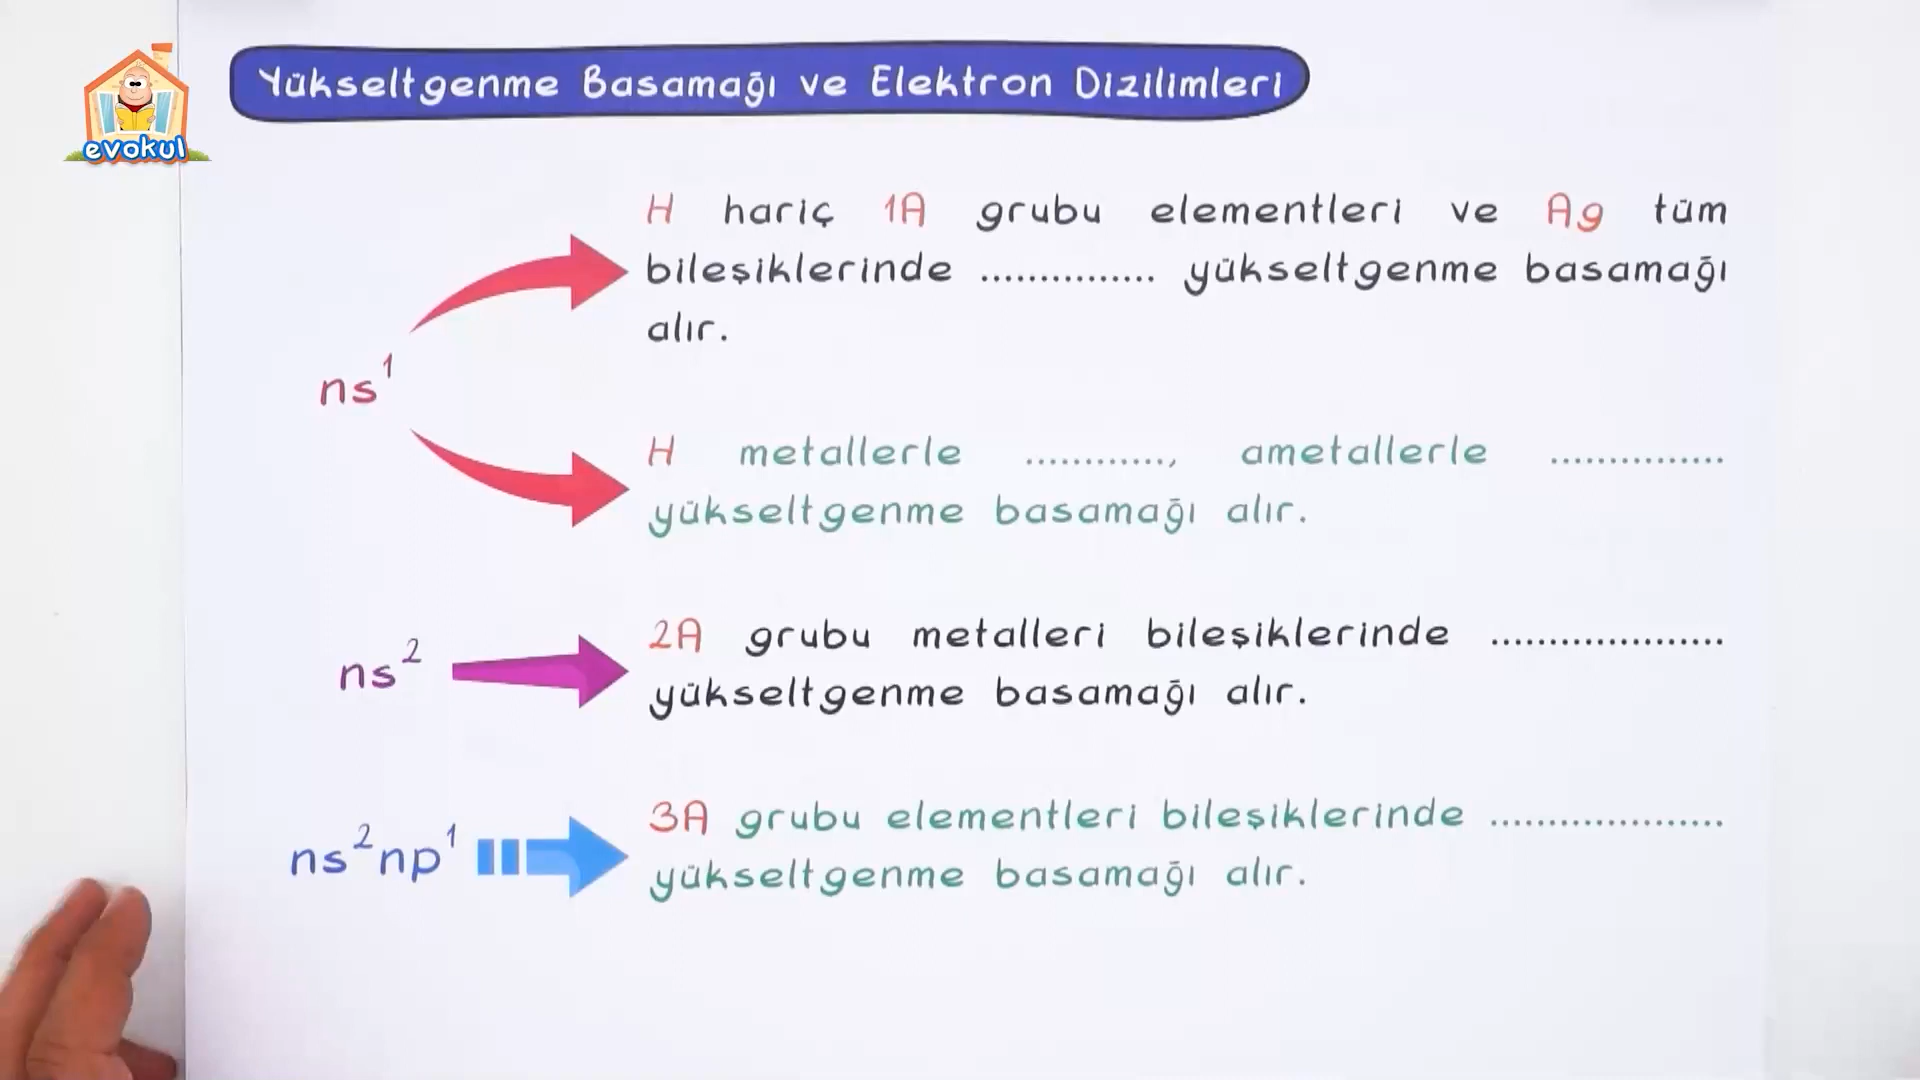 evokul
Yükseltgenme Basamağı ve Elektron Dizilimleri
H hariç 1A grubu elementleri ve Ag tüm
bileşiklerinde ............... yükseltgenme basamağı
alır.
ns¹
H metallerle ............, ametallerle ...............
yükseltgenme basamağı alır.
ns²
2A grubu metalleri bileşiklerinde ....................
yükseltgenme basamağı alır.
ns²np¹
3A grubu elementleri bileşiklerinde ....................
yükseltgenme basamağı alır.